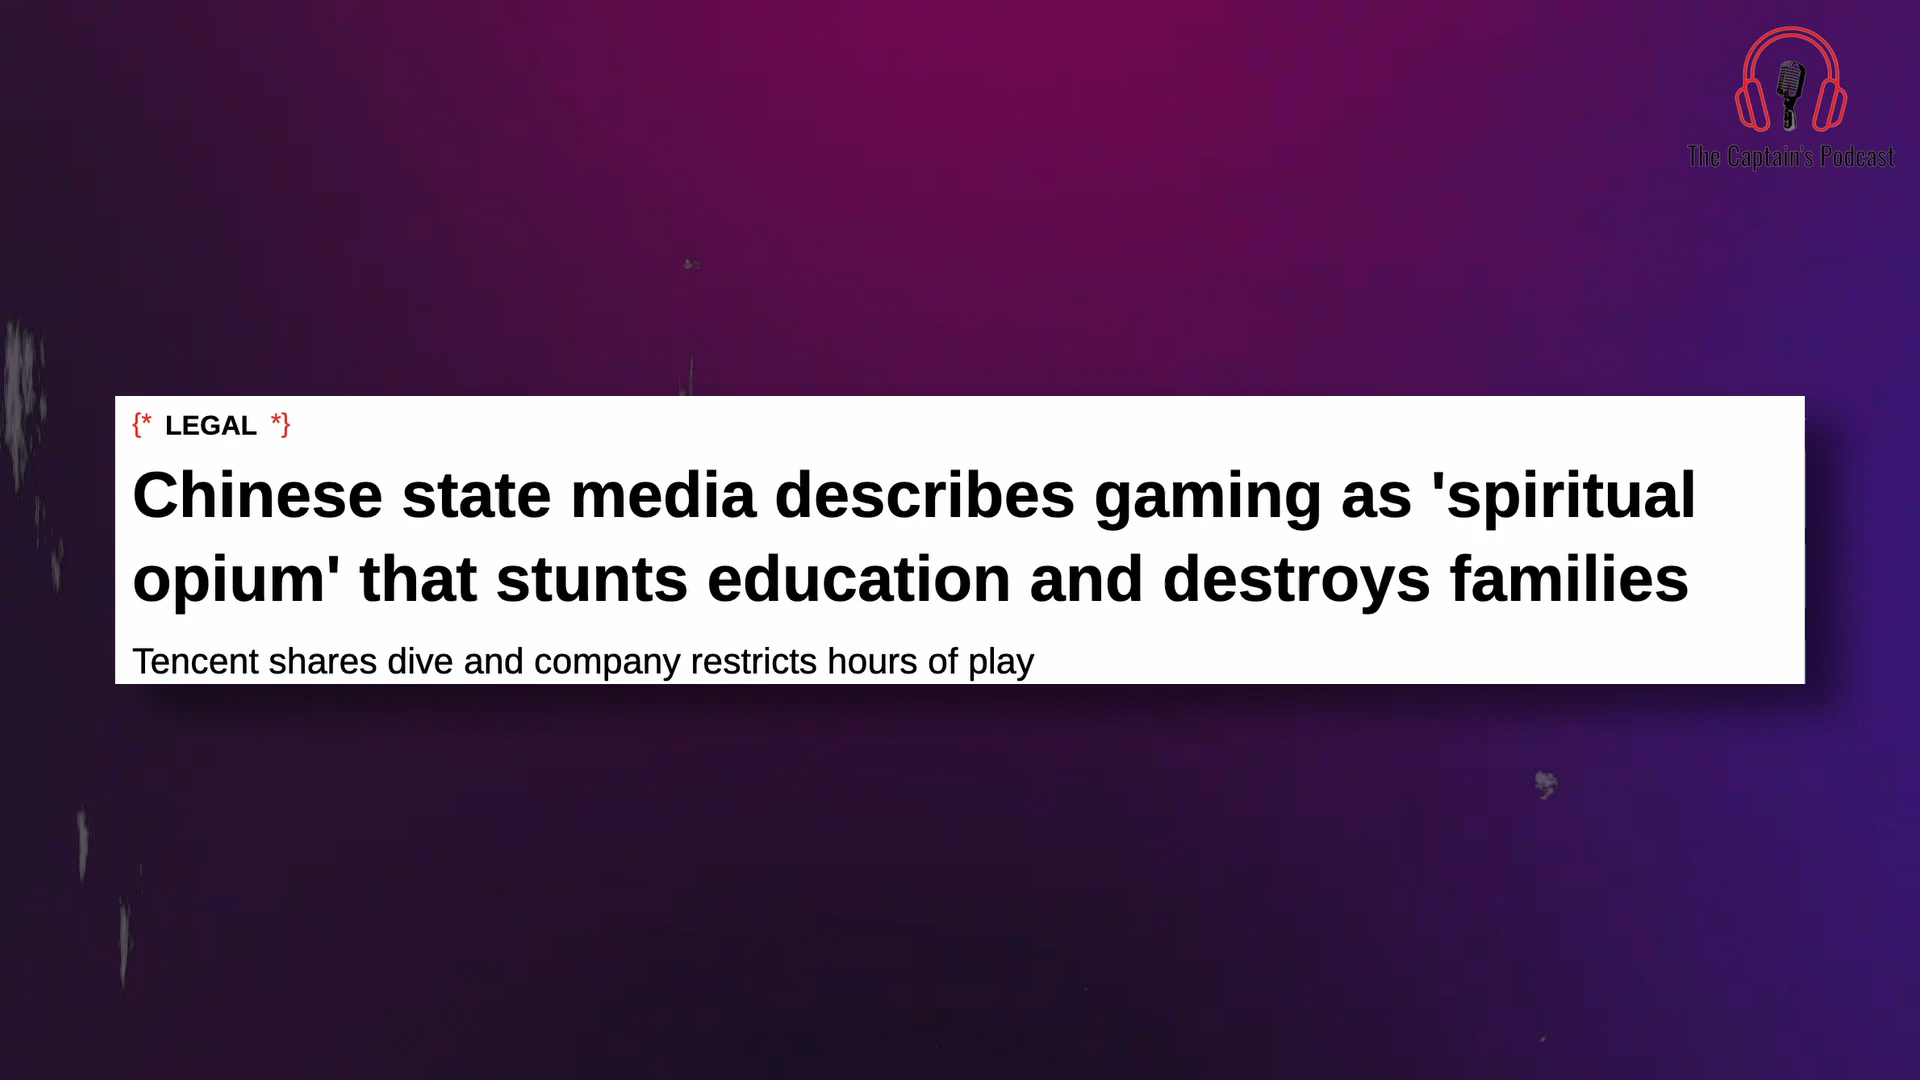 The Captain's Podcast
{* LEGAL *}
Chinese state media describes gaming as 'spiritual
opium' that stunts education and destroys families
Tencent shares dive and company restricts hours of play